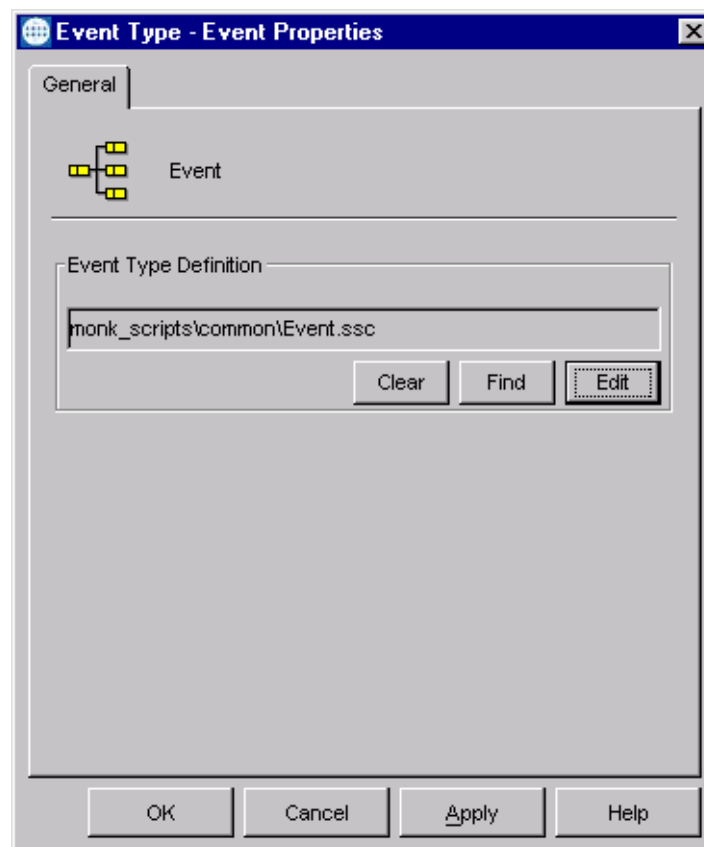 Event Type - Event Properties
General
Event
Event Type Definition
monk_scripts\common\Event.ssc
Clear Find Edit
OK Cancel Apply Help